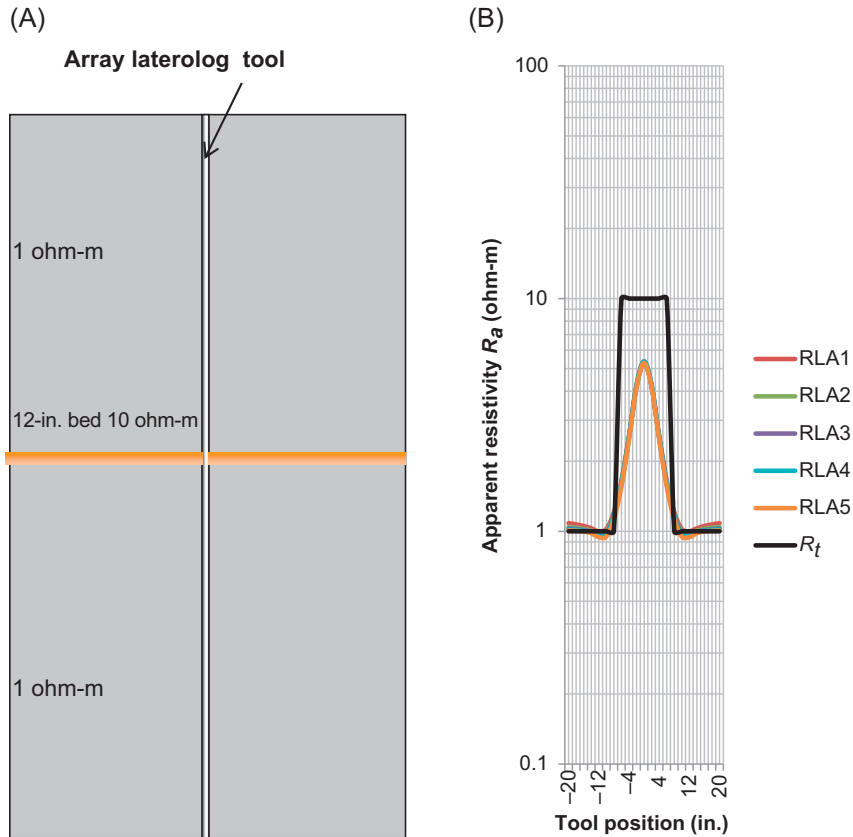 (A)
Array laterolog tool
1 ohm-m
12-in. bed 10 ohm-m
1 ohm-m
(B)
Apparent resistivity Ra (ohm-m)
100
10
1
0.1
–20
–12
–4
4
12
20
Tool position (in.)
RLA1
RLA2
RLA3
RLA4
RLA5
Rt